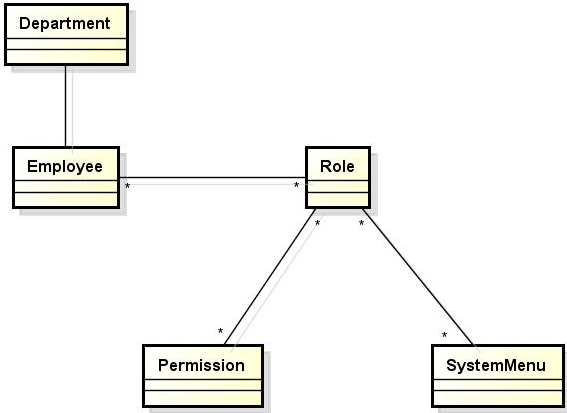 Department
Employee
Role
* *
* *
* *
Permission
SystemMenu